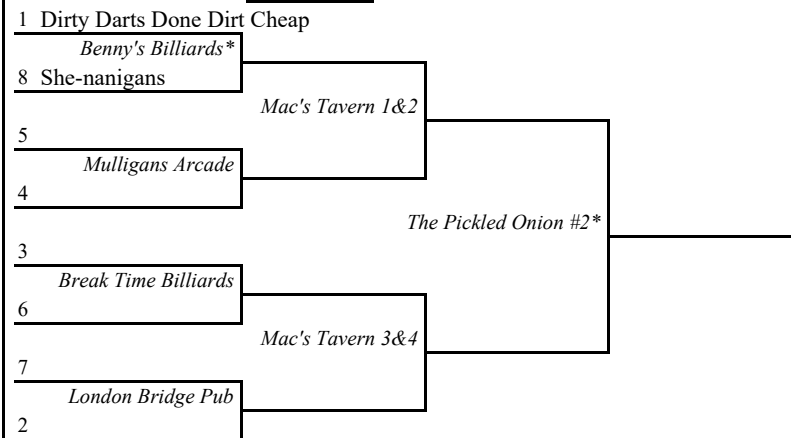 1 Dirty Darts Done Dirt Cheap
Benny's Billiards*
8 She-nanigans
Mac's Tavern 1&2
5
Mulligans Arcade
4
The Pickled Onion #2*
3
Break Time Billiards
6
Mac's Tavern 3&4
7
London Bridge Pub
2